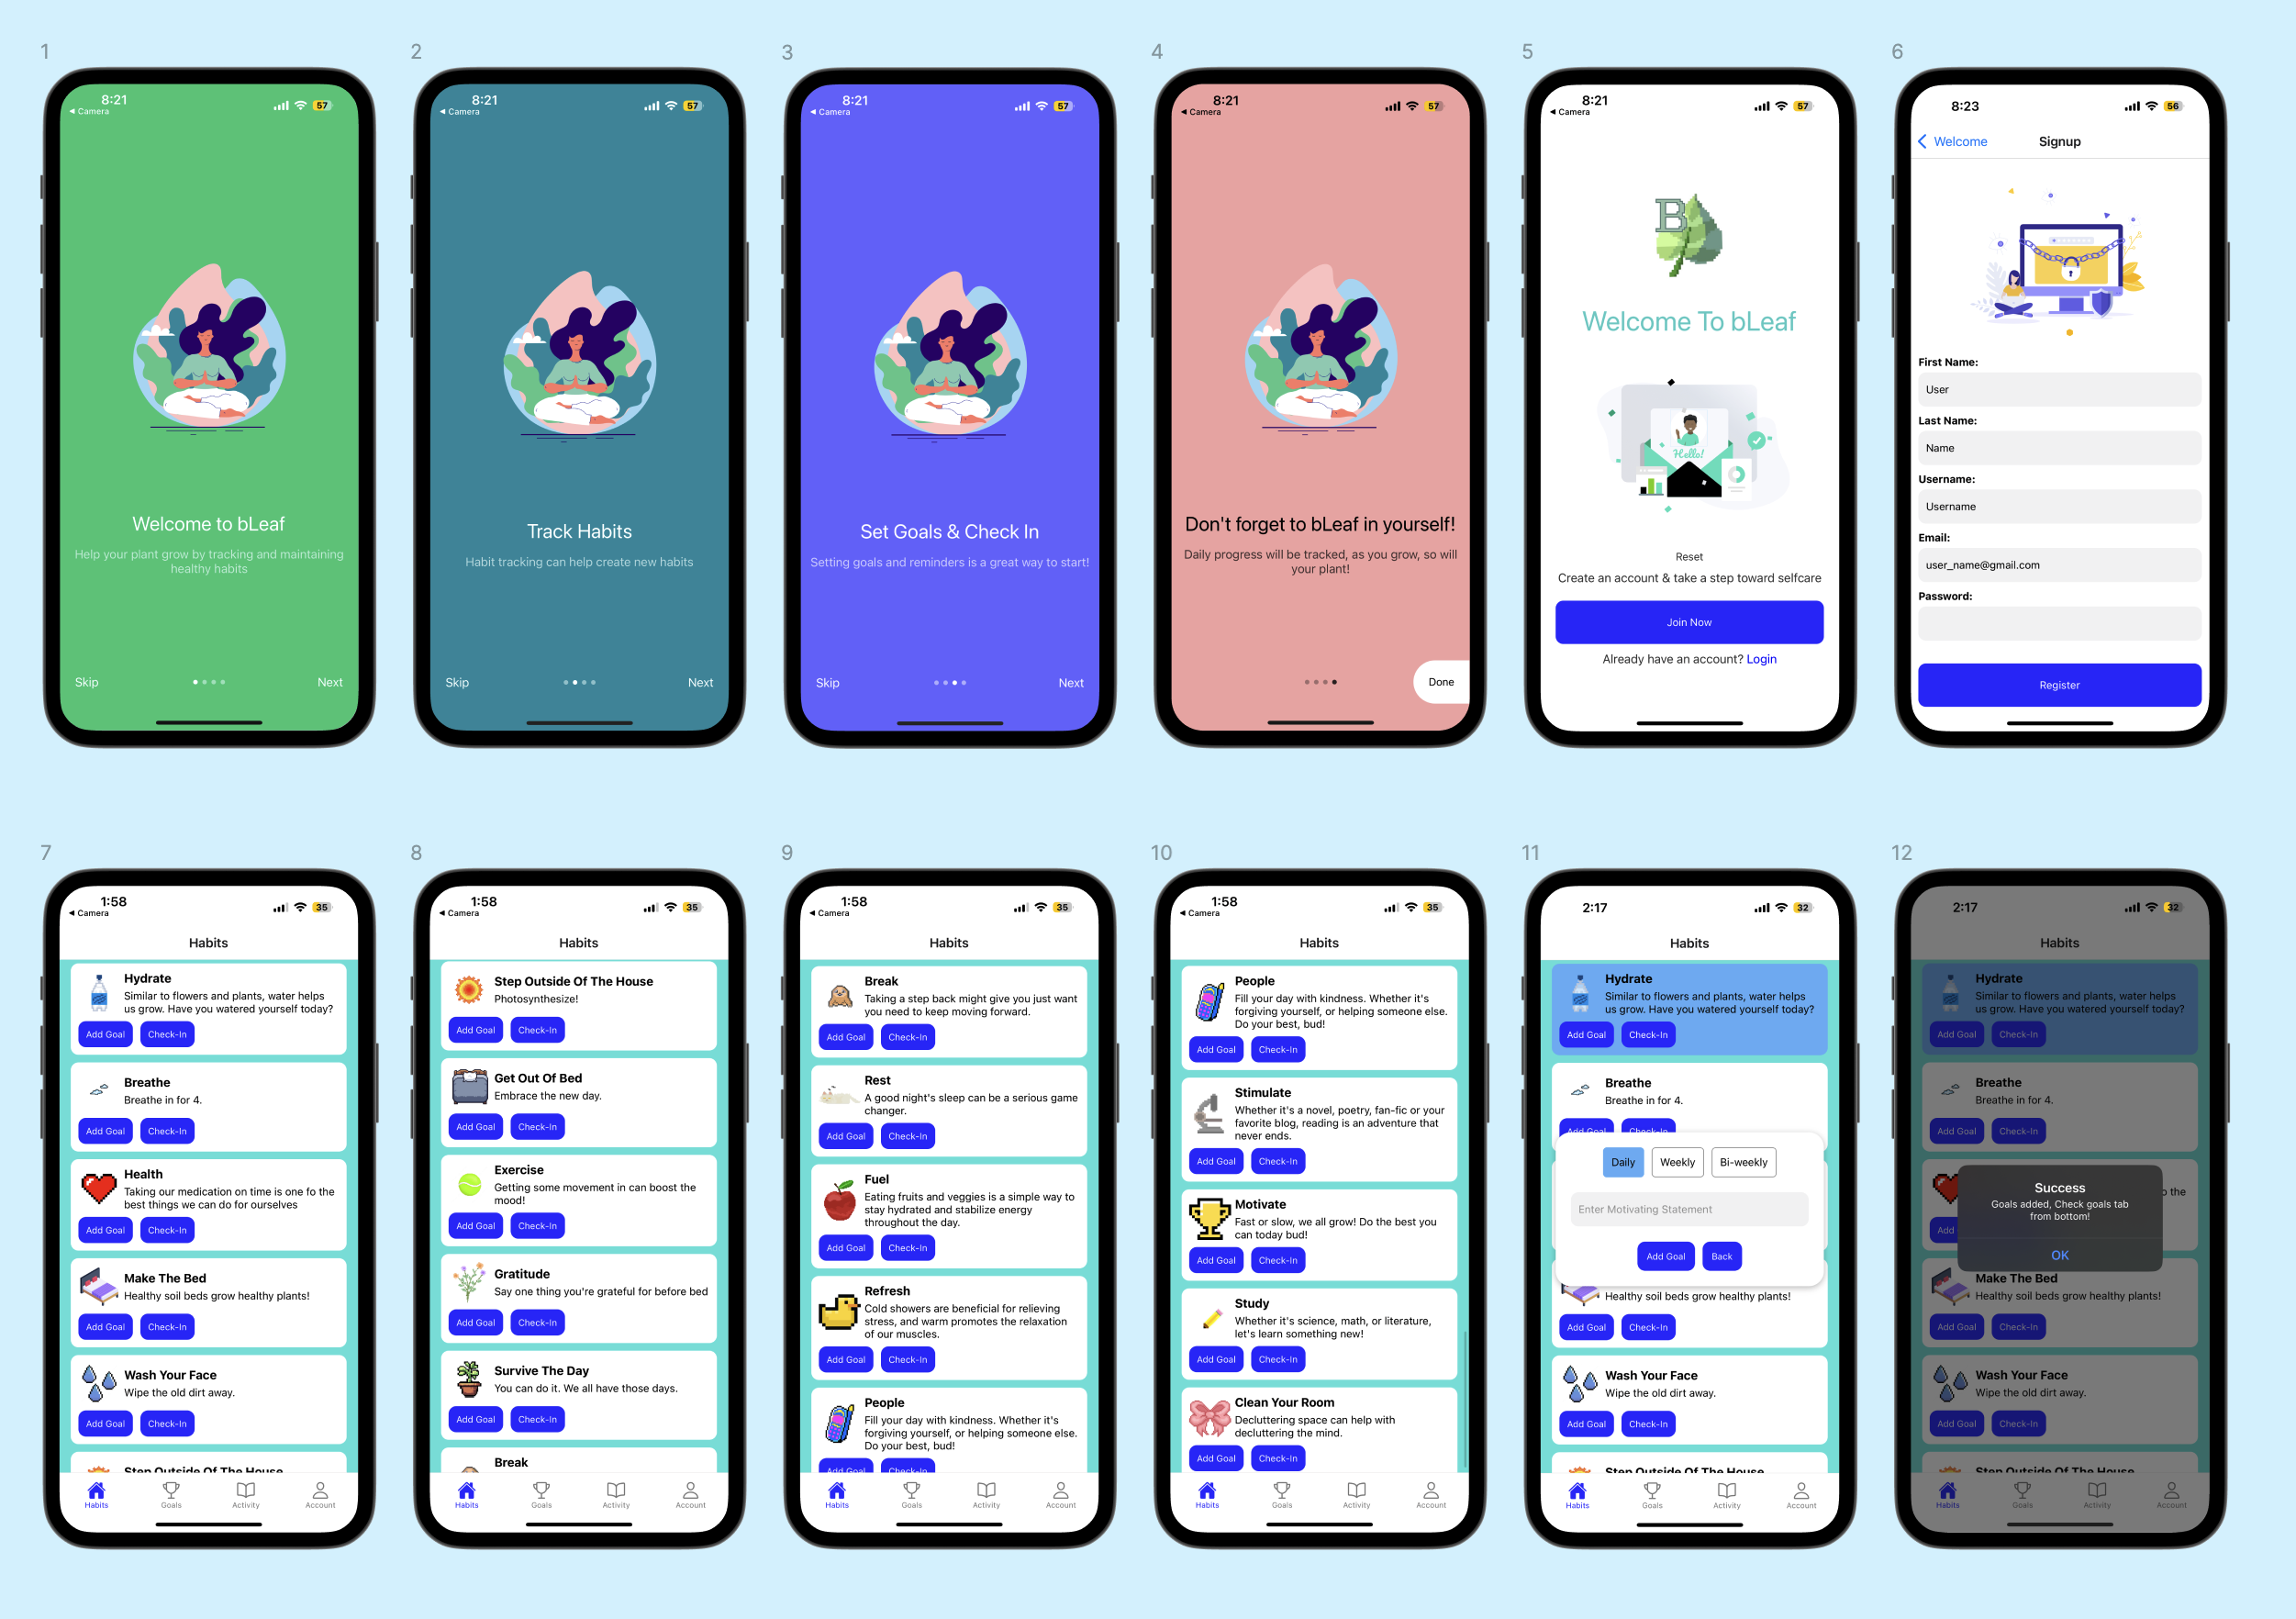 1
8:21
57
◄ Camera
Welcome to bLeaf
Help your plant grow by tracking and maintaining
healthy habits
Skip
Next
2
8:21
57
◄ Camera
Track Habits
Habit tracking can help create new habits
Skip
Next
3
8:21
57
◄ Camera
Set Goals & Check In
Setting goals and reminders is a great way to start!
Skip
Next
4
8:21
57
◄ Camera
Don't forget to bLeaf in yourself!
Daily progress will be tracked, as you grow, so will
your plant!
Done
5
8:21
57
◄ Camera
B
Welcome To bLeaf
Hello!
Reset
Create an account & take a step toward selfcare
Join Now
Already have an account? Login
6
8:23
56
Welcome
Signup
First Name:
User
Last Name:
Name
Username:
Username
Email:
user_name@gmail.com
Password:
Register
7
1:58
35
◄ Camera
Habits
Hydrate
Similar to flowers and plants, water helps
us grow. Have you watered yourself today?
Add Goal
Check-In
Breathe
Breathe in for 4.
Add Goal
Check-In
Health
Taking our medication on time is one fo the
best things we can do for ourselves
Add Goal
Check-In
Make The Bed
Healthy soil beds grow healthy plants!
Add Goal
Check-In
Wash Your Face
Wipe the old dirt away.
Add Goal
Check-In
Step Outside Of The House
Habits
Goals
Activity
Account
8
1:58
35
◄ Camera
Habits
Step Outside Of The House
Photosynthesize!
Add Goal
Check-In
Get Out Of Bed
Embrace the new day.
Add Goal
Check-In
Exercise
Getting some movement in can boost the
mood!
Add Goal
Check-In
Gratitude
Say one thing you're grateful for before bed
Add Goal
Check-In
Survive The Day
You can do it. We all have those days.
Add Goal
Check-In
Break
Habits
Goals
Activity
Account
9
1:58
35
◄ Camera
Habits
Break
Taking a step back might give you just want
you need to keep moving forward.
Add Goal
Check-In
Rest
A good night's sleep can be a serious game
changer.
Add Goal
Check-In
Fuel
Eating fruits and veggies is a simple way to
stay hydrated and stabilize energy
throughout the day.
Add Goal
Check-In
Refresh
Cold showers are beneficial for relieving
stress, and warm promotes the relaxation
of our muscles.
Add Goal
Check-In
People
Fill your day with kindness. Whether it's
forgiving yourself, or helping someone else.
Do your best, bud!
Add Goal
Check-In
Habits
Goals
Activity
Account
10
1:58
35
◄ Camera
Habits
People
Fill your day with kindness. Whether it's
forgiving yourself, or helping someone else.
Do your best, bud!
Add Goal
Check-In
Stimulate
Whether it's a novel, poetry, fan-fic or your
favorite blog, reading is an adventure that
never ends.
Add Goal
Check-In
Motivate
Fast or slow, we all grow! Do the best you
can today bud!
Add Goal
Check-In
Study
Whether it's science, math, or literature,
let's learn something new!
Add Goal
Check-In
Clean Your Room
Decluttering space can help with
decluttering the mind.
Add Goal
Check-In
Habits
Goals
Activity
Account
11
2:17
32
Habits
Hydrate
Similar to flowers and plants, water helps
us grow. Have you watered yourself today?
Add Goal
Check-In
Breathe
Breathe in for 4.
Add Goal
Check-In
Daily
Weekly
Bi-weekly
Enter Motivating Statement
Add Goal
Back
Healthy soil beds grow healthy plants!
Add Goal
Check-In
Wash Your Face
Wipe the old dirt away.
Add Goal
Check-In
Step Outside Of The House
Habits
Goals
Activity
Account
12
2:17
32
Habits
Hydrate
Similar to flowers and plants, water helps
us grow. Have you watered yourself today?
Add Goal
Check-In
Breathe
Breathe in for 4.
Add Goal
Check-In
o the
Add
Success
Goals added, Check goals tab
from bottom!
OK
Make The Bed
Healthy soil beds grow healthy plants!
Add Goal
Check-In
Wash Your Face
Wipe the old dirt away.
Add Goal
Check-In
Step Outside Of The House
Habits
Goals
Activity
Account